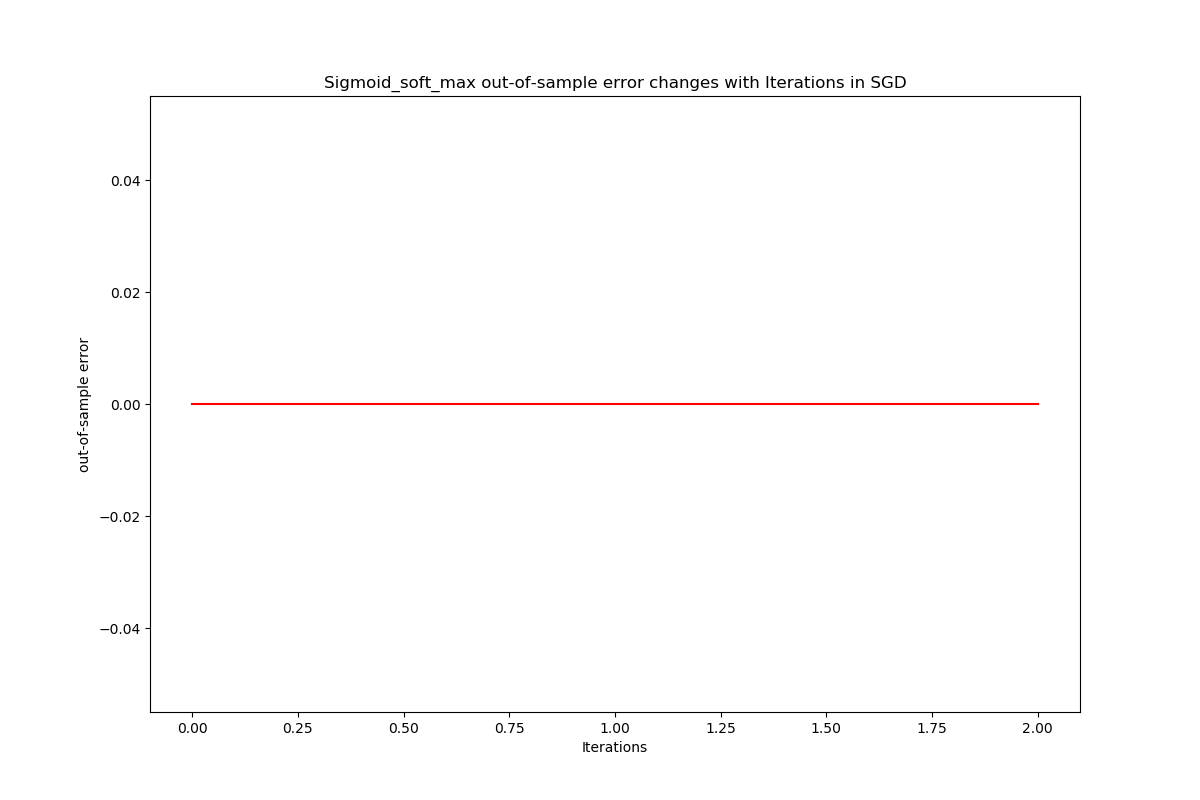 Sigmoid_soft_max out-of-sample error changes with Iterations in SGD
0.04
0.02
0.00
−0.02
−0.04
out-of-sample error
0.00 0.25 0.50 0.75 1.00 1.25 1.50 1.75 2.00
Iterations